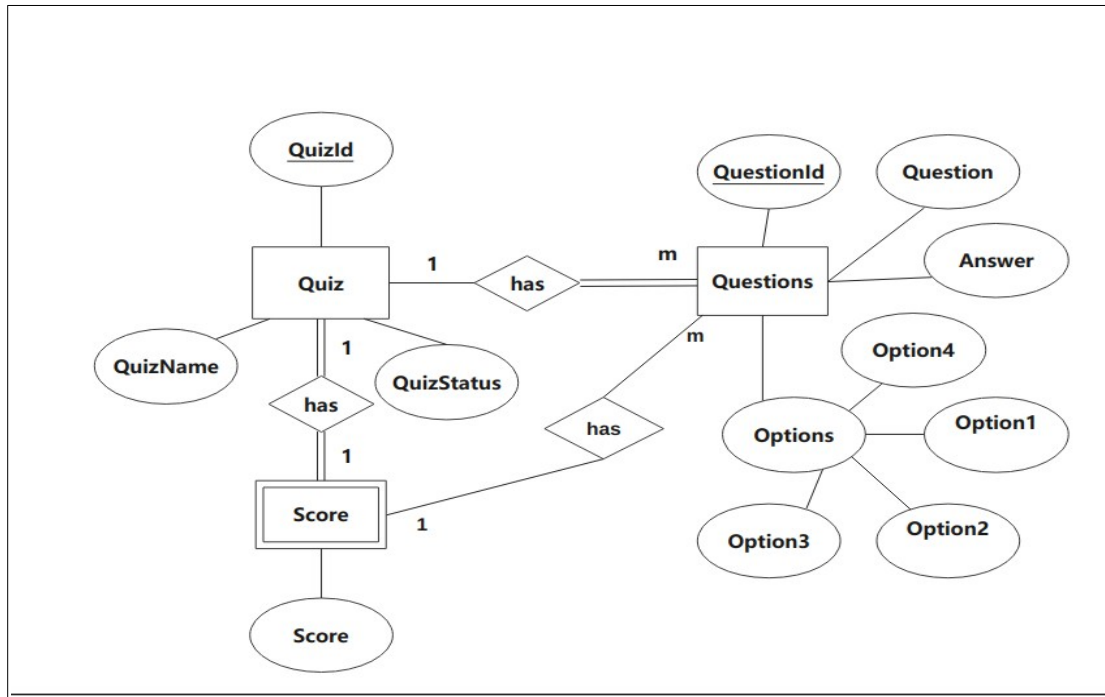 QuizId
QuestionId
Question
Answer
1
m
has
Quiz
Questions
QuizName
1
QuizStatus
m
Option4
has
has
Options
Option1
1
Score
1
Option3
Option2
Score